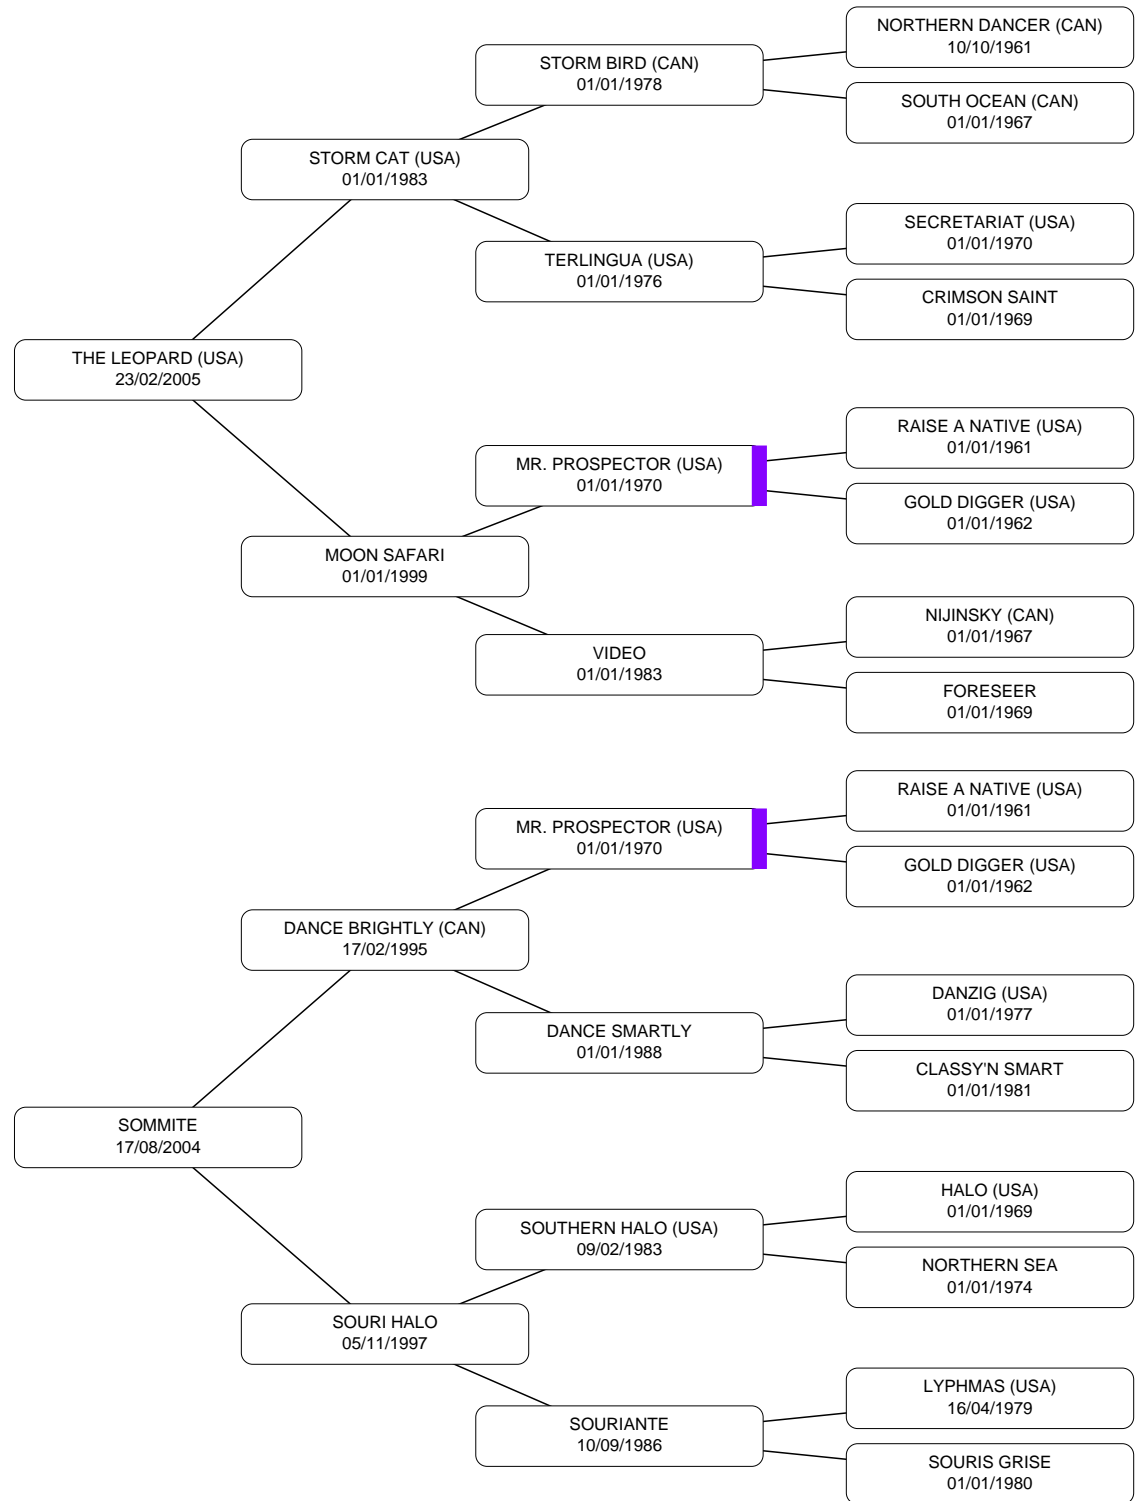 NORTHERN DANCER (CAN)
10/10/1961
STORM BIRD (CAN)
01/01/1978
SOUTH OCEAN (CAN)
01/01/1967
STORM CAT (USA)
01/01/1983
SECRETARIAT (USA)
01/01/1970
TERLINGUA (USA)
01/01/1976
CRIMSON SAINT
01/01/1969
THE LEOPARD (USA)
23/02/2005
RAISE A NATIVE (USA)
01/01/1961
MR. PROSPECTOR (USA)
01/01/1970
GOLD DIGGER (USA)
01/01/1962
MOON SAFARI
01/01/1999
NIJINSKY (CAN)
01/01/1967
VIDEO
01/01/1983
FORESEER
01/01/1969
RAISE A NATIVE (USA)
01/01/1961
MR. PROSPECTOR (USA)
01/01/1970
GOLD DIGGER (USA)
01/01/1962
DANCE BRIGHTLY (CAN)
17/02/1995
DANZIG (USA)
01/01/1977
DANCE SMARTLY
01/01/1988
CLASSY'N SMART
01/01/1981
SOMMITE
17/08/2004
HALO (USA)
01/01/1969
SOUTHERN HALO (USA)
09/02/1983
NORTHERN SEA
01/01/1974
SOURI HALO
05/11/1997
LYPHMAS (USA)
16/04/1979
SOURIANTE
10/09/1986
SOURIS GRISE
01/01/1980